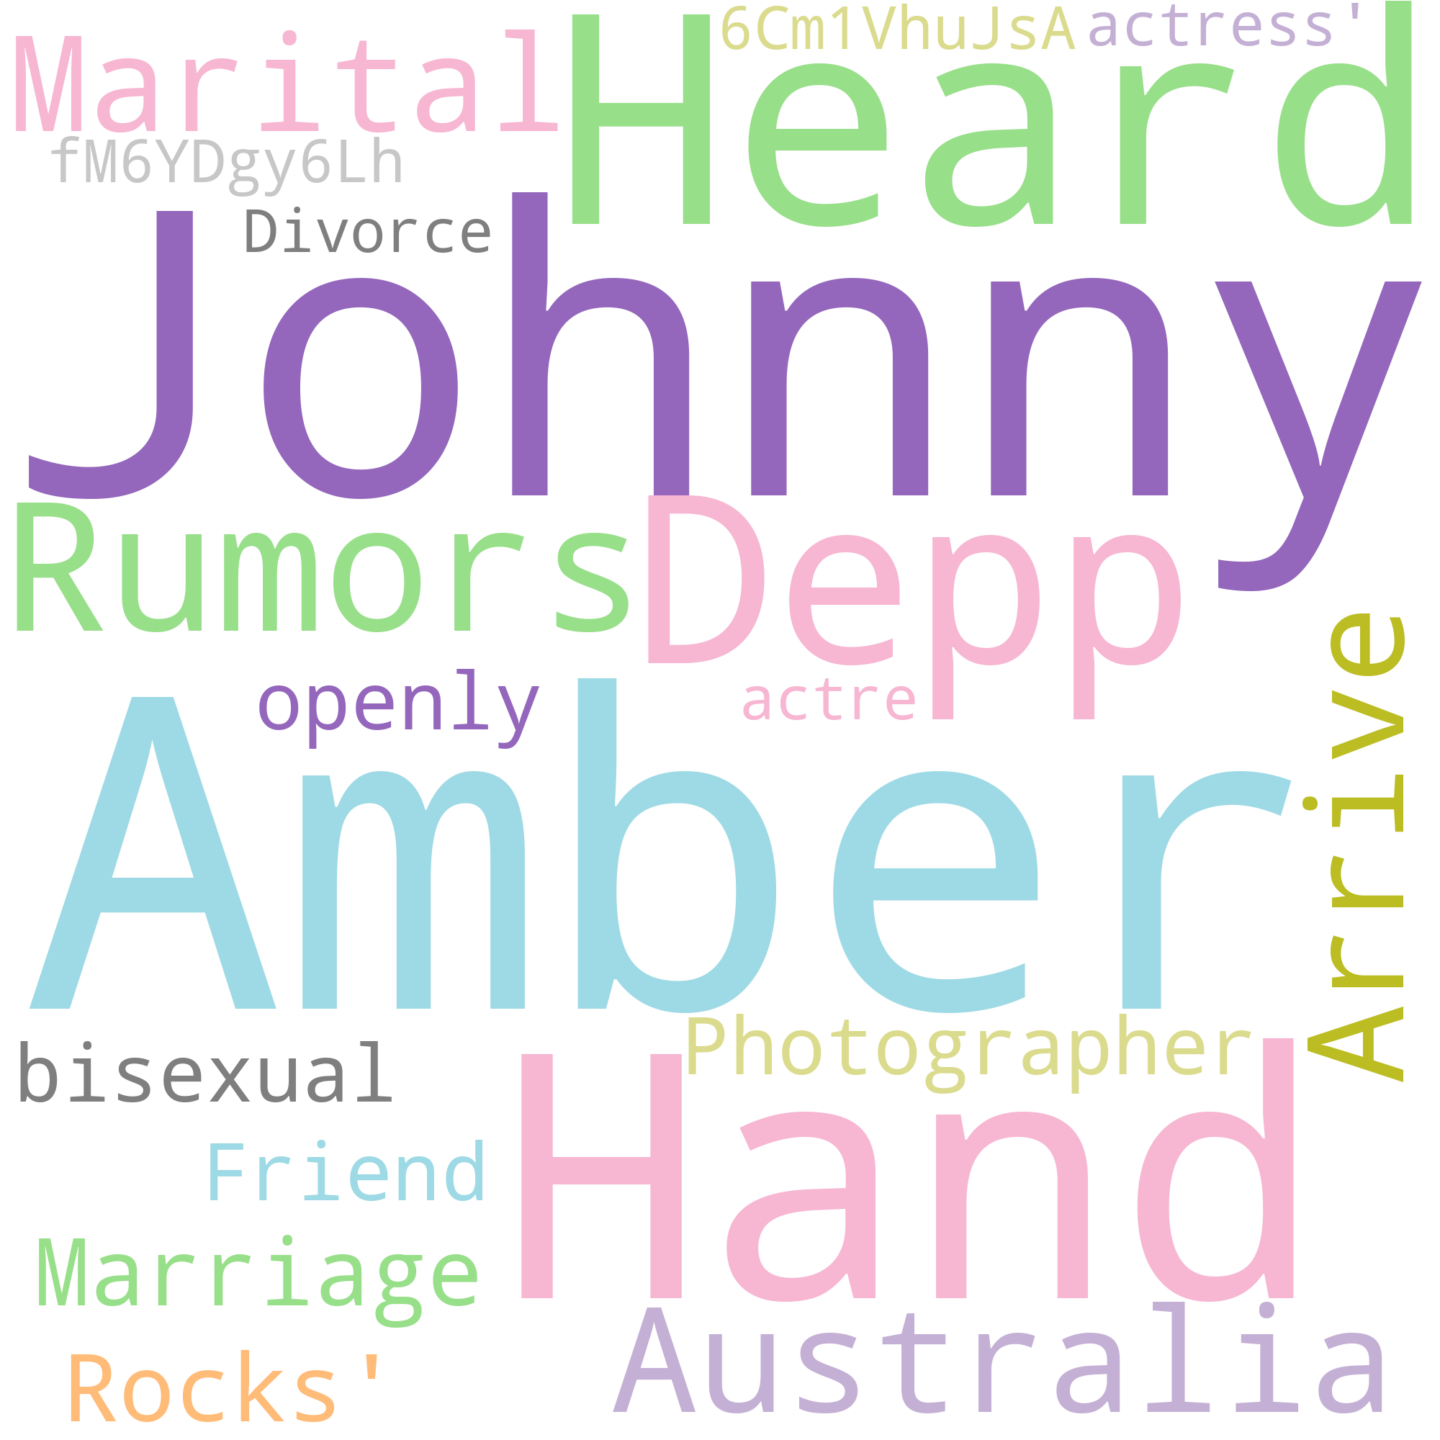 6Cm1VhuJsA actress'
Marital Heard
fM6YDgy6Lh
Divorce
Johnny
Rumors Depp
openly actre
Arrive
Amber
Photographer
bisexual
Hand
Friend
Marriage
Australia
Rocks'